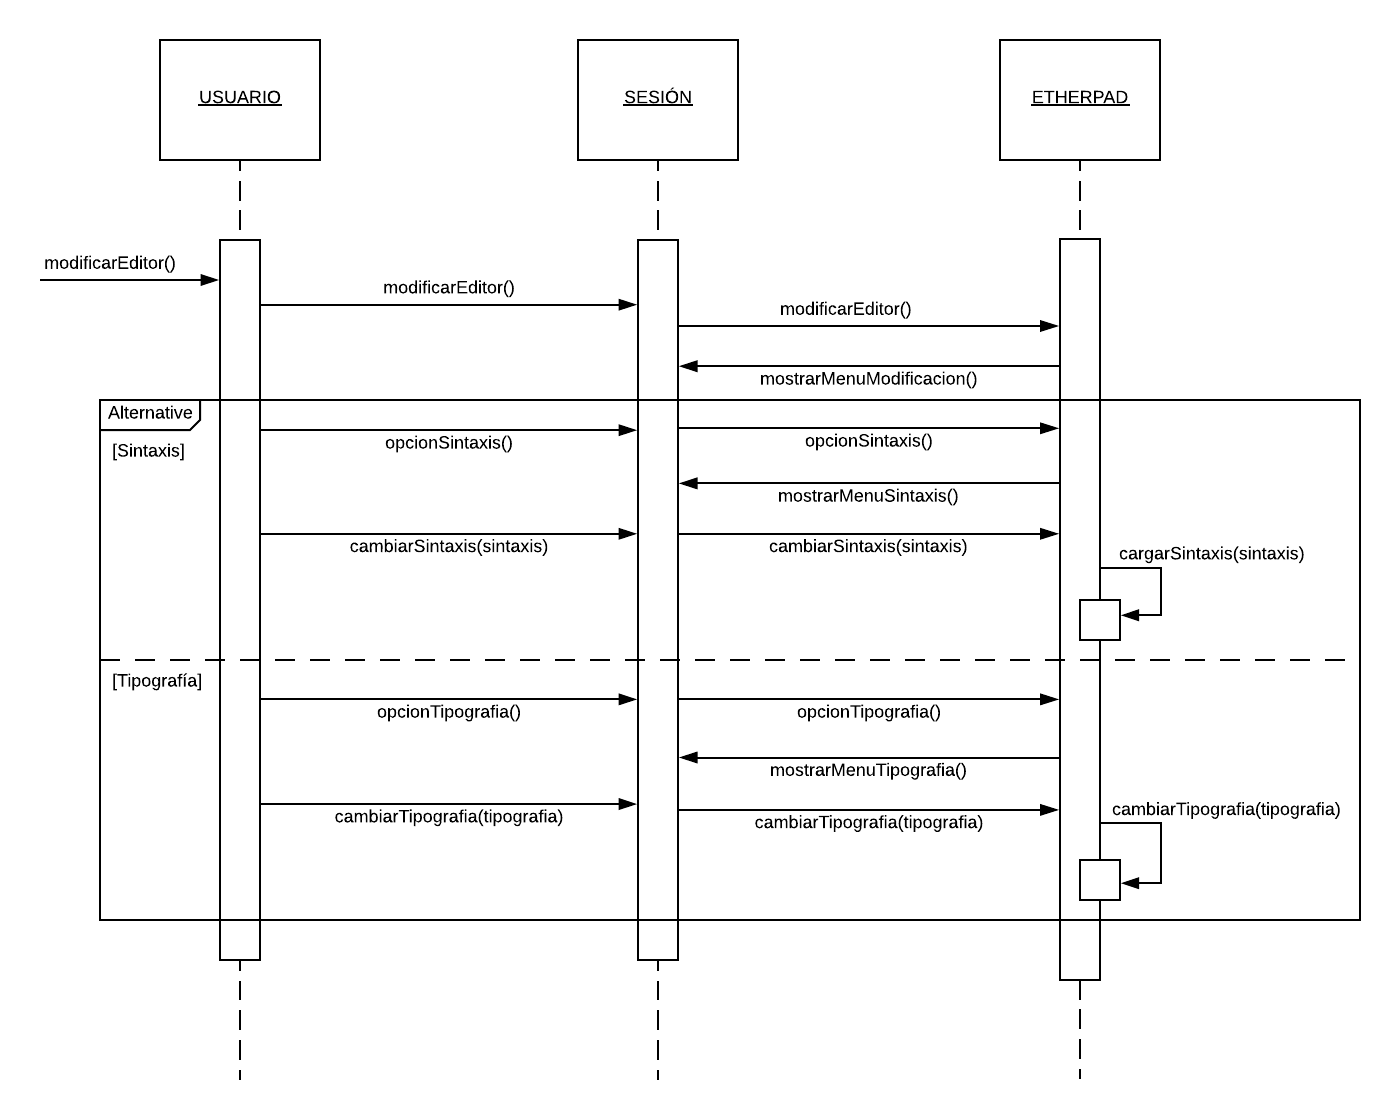 USUARIO
SESIÓN
ETHERPAD
modificarEditor()
modificarEditor()
modificarEditor()
mostrarMenuModificacion()
Alternative
[Sintaxis]
opcionSintaxis()
opcionSintaxis()
mostrarMenuSintaxis()
cambiarSintaxis(sintaxis)
cambiarSintaxis(sintaxis)
cargarSintaxis(sintaxis)
[Tipografía]
opcionTipografia()
opcionTipografia()
mostrarMenuTipografia()
cambiarTipografia(tipografia)
cambiarTipografia(tipografia)
cambiarTipografia(tipografia)